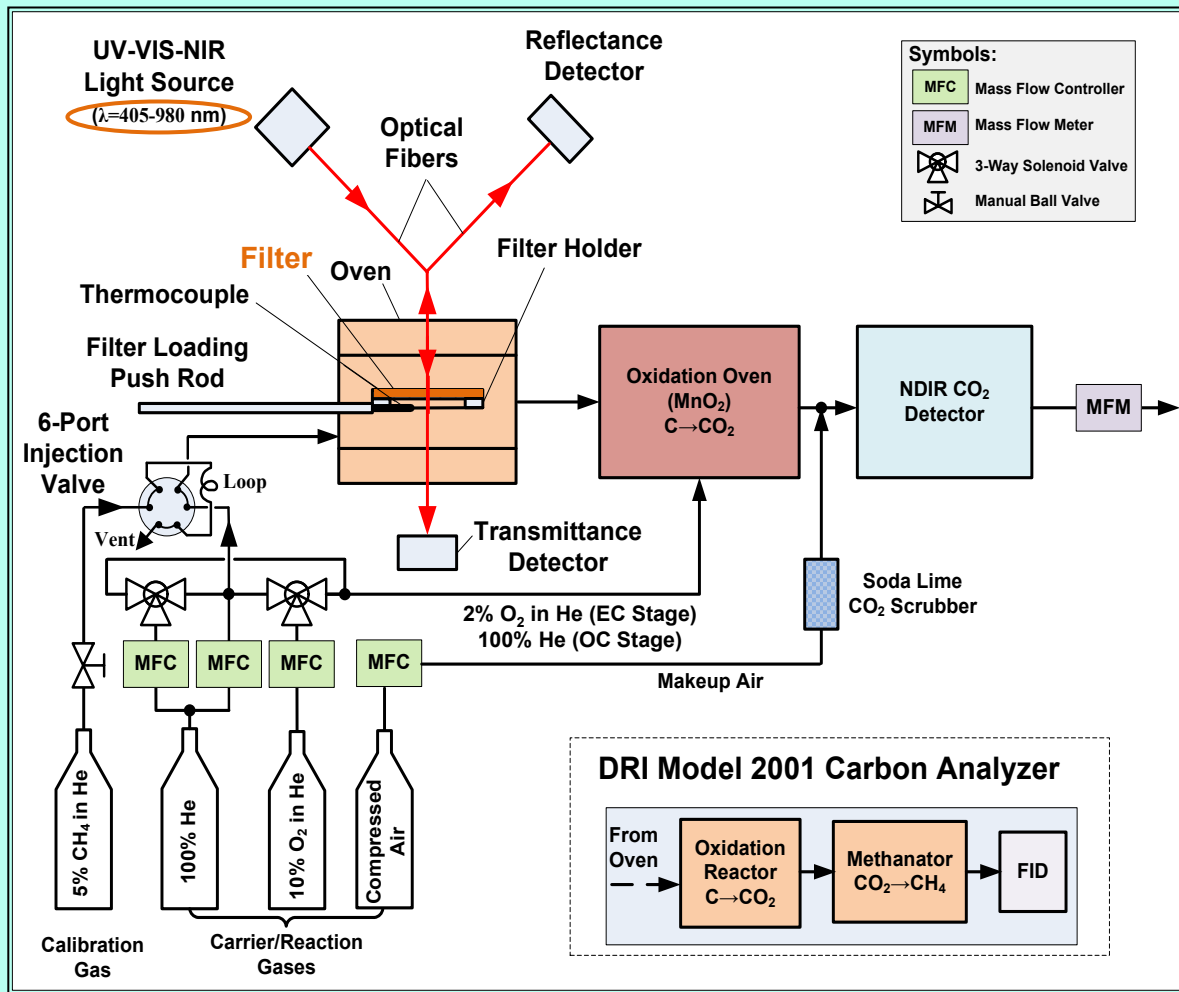 UV-VIS-NIR
Light Source
(λ=405-980 nm)
Reflectance
Detector
Optical
Fibers
Symbols:
MFC
Mass Flow Controller
MFM
Mass Flow Meter
3-Way Solenoid Valve
Manual Ball Valve
Filter
Oven
Filter Holder
Thermocouple
Filter Loading
Push Rod
6-Port
Injection
Valve
Loop
Vent
Oxidation Oven
(MnO₂)
C→CO₂
NDIR CO₂
Detector
MFM
Transmittance
Detector
2% O₂ in He (EC Stage)
100% He (OC Stage)
Soda Lime
CO₂ Scrubber
MFC
MFC
MFC
MFC
Makeup Air
5% CH₄ in He
100% He
10% O₂ in He
Compressed
Air
Calibration
Gas
Carrier/Reaction
Gases
DRI Model 2001 Carbon Analyzer
From
Oven
Oxidation
Reactor
C→CO₂
Methanator
CO₂→CH₄
FID